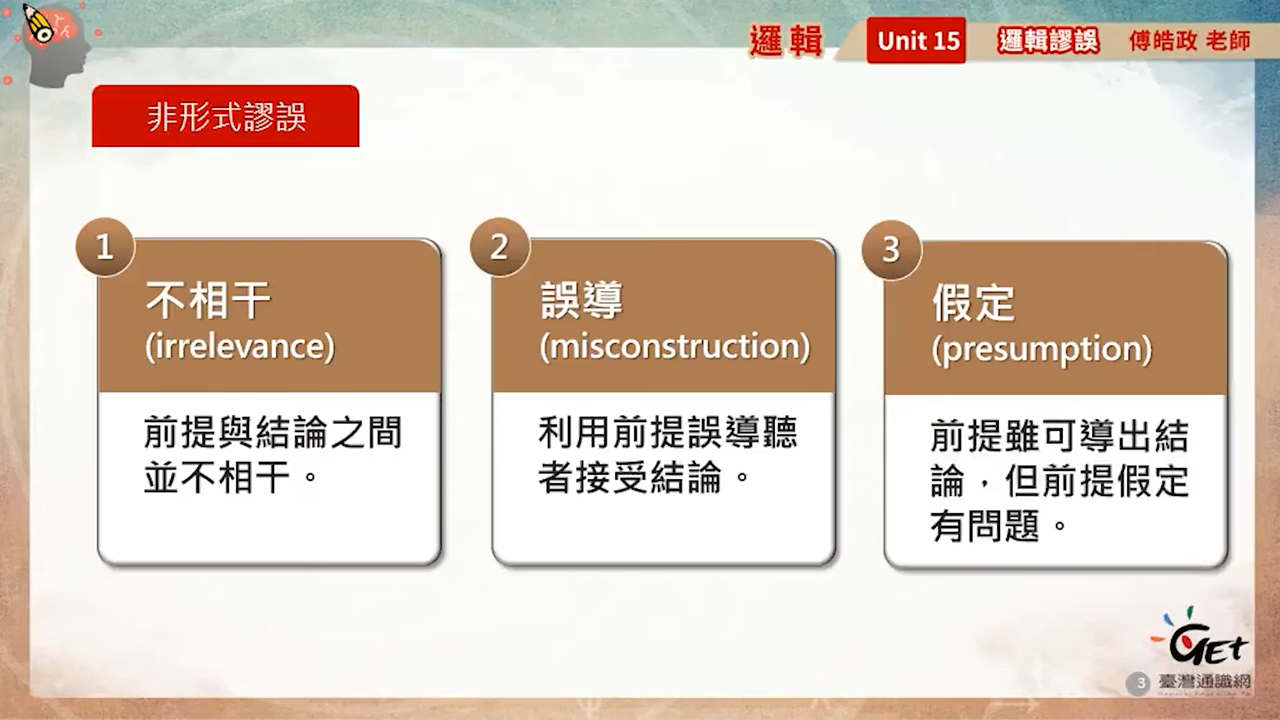 邏輯
Unit 15
邏輯謬誤
傅皓政 老師
非形式謬誤
1
不相干
(irrelevance)
前提與結論之間
並不相干。
2
誤導
(misconstruction)
利用前提誤導聽
者接受結論。
3
假定
(presumption)
前提雖可導出結
論，但前提假定
有問題。
GET
3
臺灣通識網